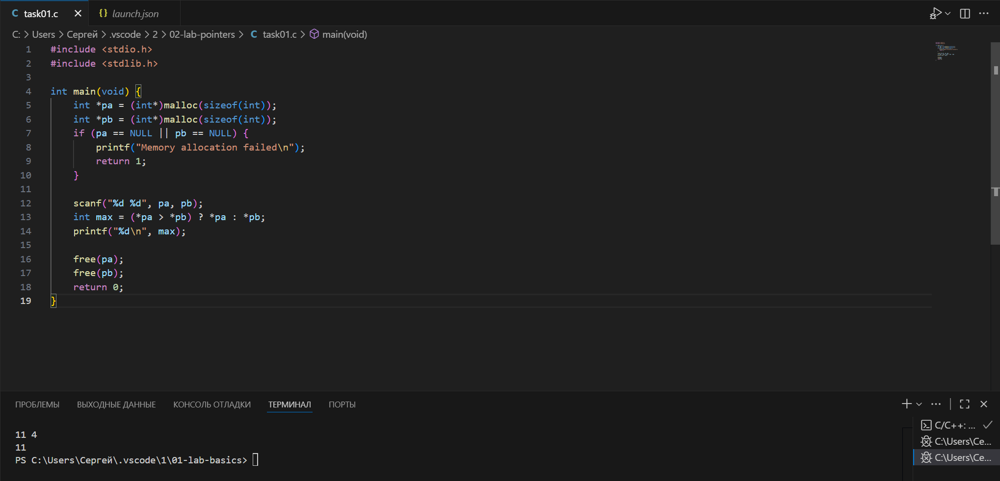 C task01.c × {} launch.json
C: > Users > Сергей > .vscode > 2 > 02-lab-pointers > C task01.c > main(void)
1 #include <stdio.h>
2 #include <stdlib.h>
3
4 int main(void) {
5     int *pa = (int*)malloc(sizeof(int));
6     int *pb = (int*)malloc(sizeof(int));
7     if (pa == NULL || pb == NULL) {
8         printf("Memory allocation failed\n");
9         return 1;
10     }
11
12     scanf("%d %d", pa, pb);
13     int max = (*pa > *pb) ? *pa : *pb;
14     printf("%d\n", max);
15
16     free(pa);
17     free(pb);
18     return 0;
19 }
ПРОБЛЕМЫ ВЫХОДНЫЕ ДАННЫЕ КОНСОЛЬ ОТЛАДКИ ТЕРМИНАЛ ПОРТЫ
11 4
11
PS C:\Users\Сергей\.vscode\1\01-lab-basics>
C/C++: ...
C:\Users\Се...
C:\Users\Се...